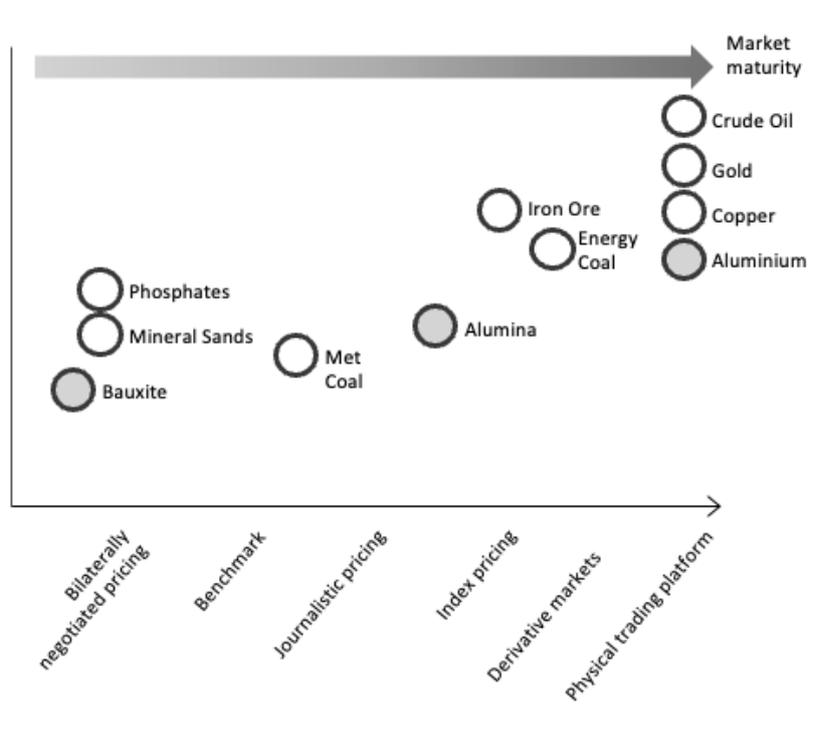 Market
maturity
Crude Oil
Gold
Iron Ore
Copper
Energy
Coal
Aluminium
Phosphates
Mineral Sands
Alumina
Met
Coal
Bauxite
Bilaterally
negotiated pricing
Benchmark
Journalistic pricing
Index pricing
Derivative markets
Physical trading platform